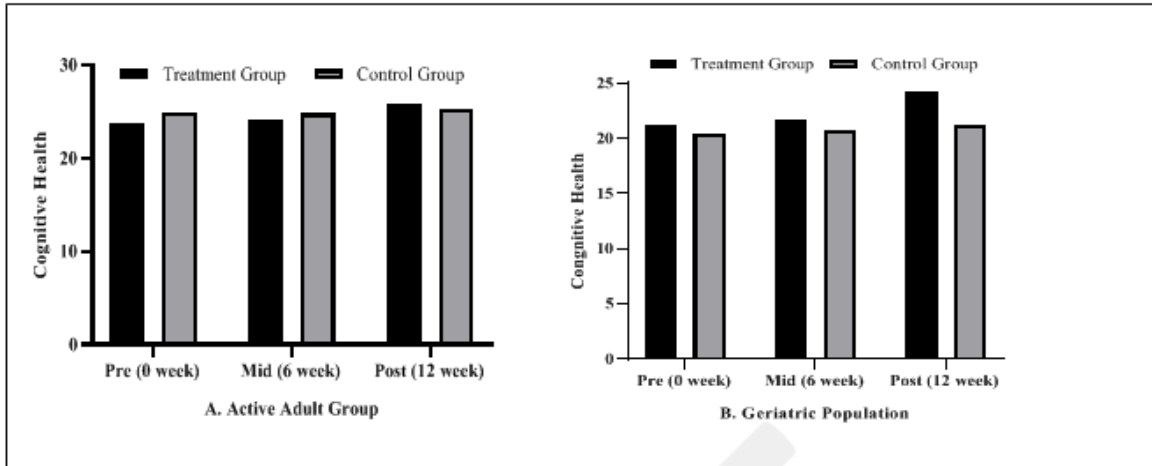 Treatment Group Control Group
30
20
10
0
Cognitive Health
Pre (0 week) Mid (6 week) Post (12 week)
A. Active Adult Group
Treatment Group Control Group
25
20
15
10
5
0
Congnitive Health
Pre (0 week) Mid (6 week) Post (12 week)
B. Geriatric Population